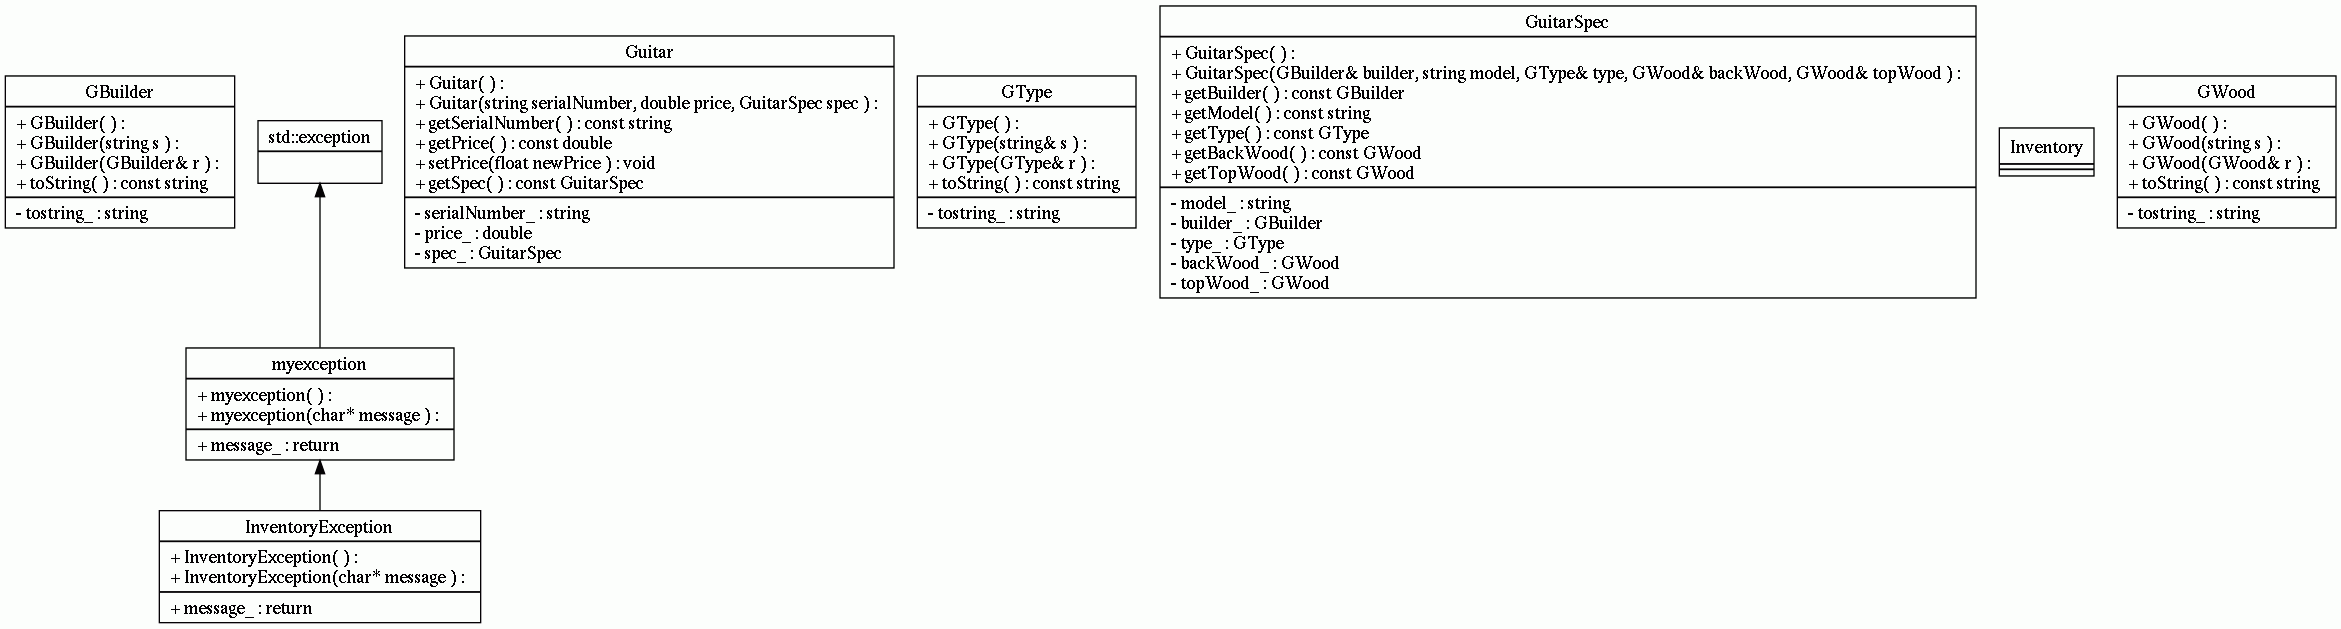 GBuilder
+ GBuilder( ) :
+ GBuilder(string s ) :
+ GBuilder(GBuilder& r ) :
+ toString( ) : const string
- tostring_ : string
std::exception
Guitar
+ Guitar( ) :
+ Guitar(string serialNumber, double price, GuitarSpec spec ) :
+ getSerialNumber( ) : const string
+ getPrice( ) : const double
+ setPrice(float newPrice ) : void
+ getSpec( ) : const GuitarSpec
- serialNumber_ : string
- price_ : double
- spec_ : GuitarSpec
GType
+ GType( ) :
+ GType(string& s ) :
+ GType(GType& r ) :
+ toString( ) : const string
- tostring_ : string
GuitarSpec
+ GuitarSpec( ) :
+ GuitarSpec(GBuilder& builder, string model, GType& type, GWood& backWood, GWood& topWood ) :
+ getBuilder( ) : const GBuilder
+ getModel( ) : const string
+ getType( ) : const GType
+ getBackWood( ) : const GWood
+ getTopWood( ) : const GWood
- model_ : string
- builder_ : GBuilder
- type_ : GType
- backWood_ : GWood
- topWood_ : GWood
Inventory
GWood
+ GWood( ) :
+ GWood(string s ) :
+ GWood(GWood& r ) :
+ toString( ) : const string
- tostring_ : string
myexception
+ myexception( ) :
+ myexception(char* message ) :
+ message_ : return
InventoryException
+ InventoryException( ) :
+ InventoryException(char* message ) :
+ message_ : return